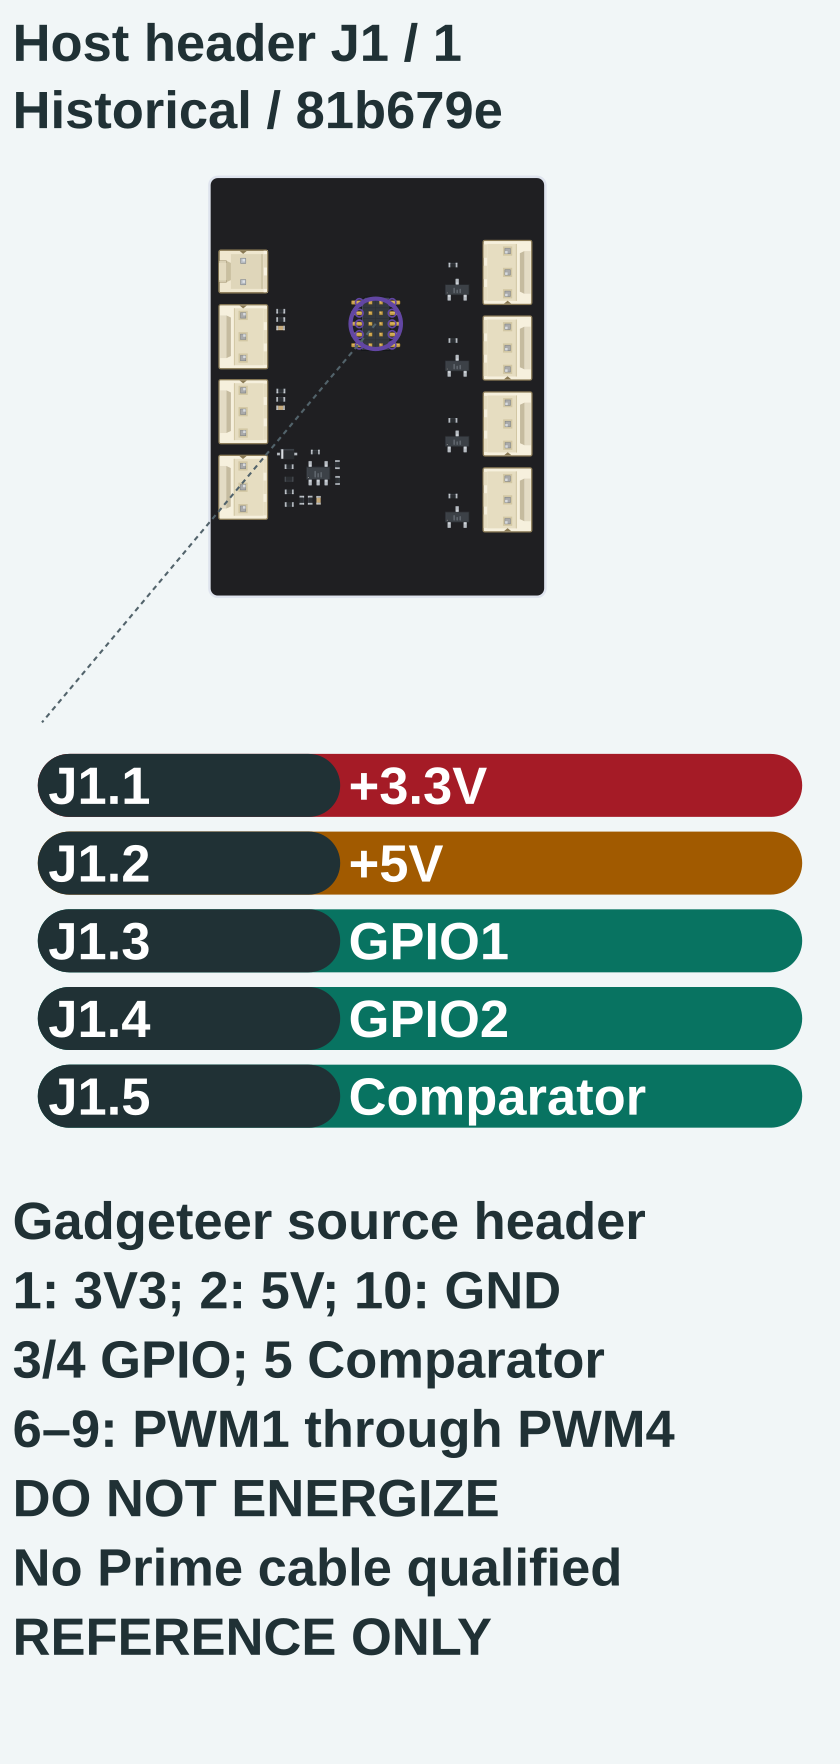 Host header J1 / 1
Historical / 81b679e
J1.1 +3.3V
J1.2 +5V
J1.3 GPIO1
J1.4 GPIO2
J1.5 Comparator
Gadgeteer source header
1: 3V3; 2: 5V; 10: GND
3/4 GPIO; 5 Comparator
6–9: PWM1 through PWM4
DO NOT ENERGIZE
No Prime cable qualified
REFERENCE ONLY